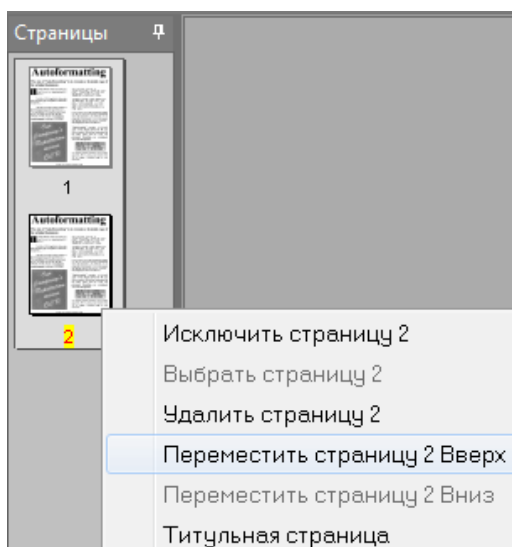 Страницы
Autoformatting
1
Autoformatting
2
Исключить страницу 2
Выбрать страницу 2
Удалить страницу 2
Переместить страницу 2 Вверх
Переместить страницу 2 Вниз
Титульная страница